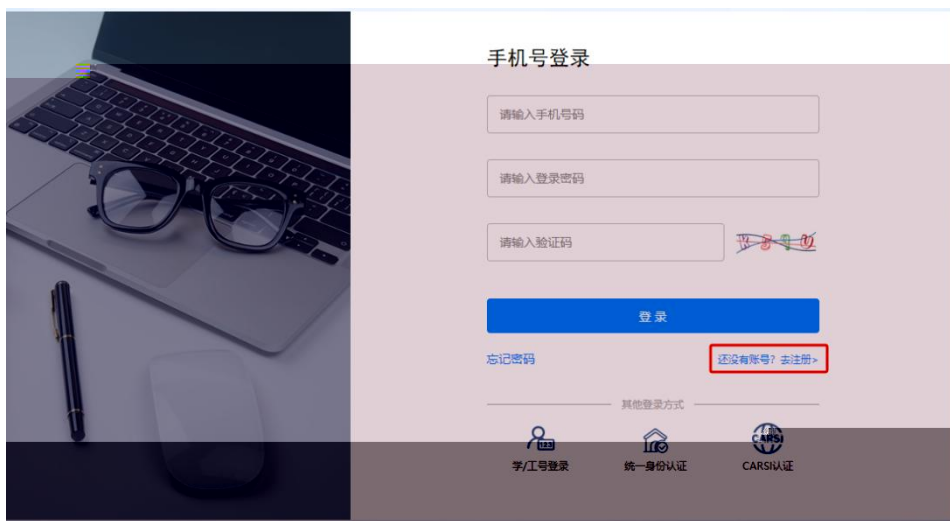 手机号登录
请输入手机号码
请输入登录密码
请输入验证码
登录
忘记密码 还没有账号？去注册>
其他登录方式
123
CARSI
学/工号登录 统一身份认证 CARSI认证